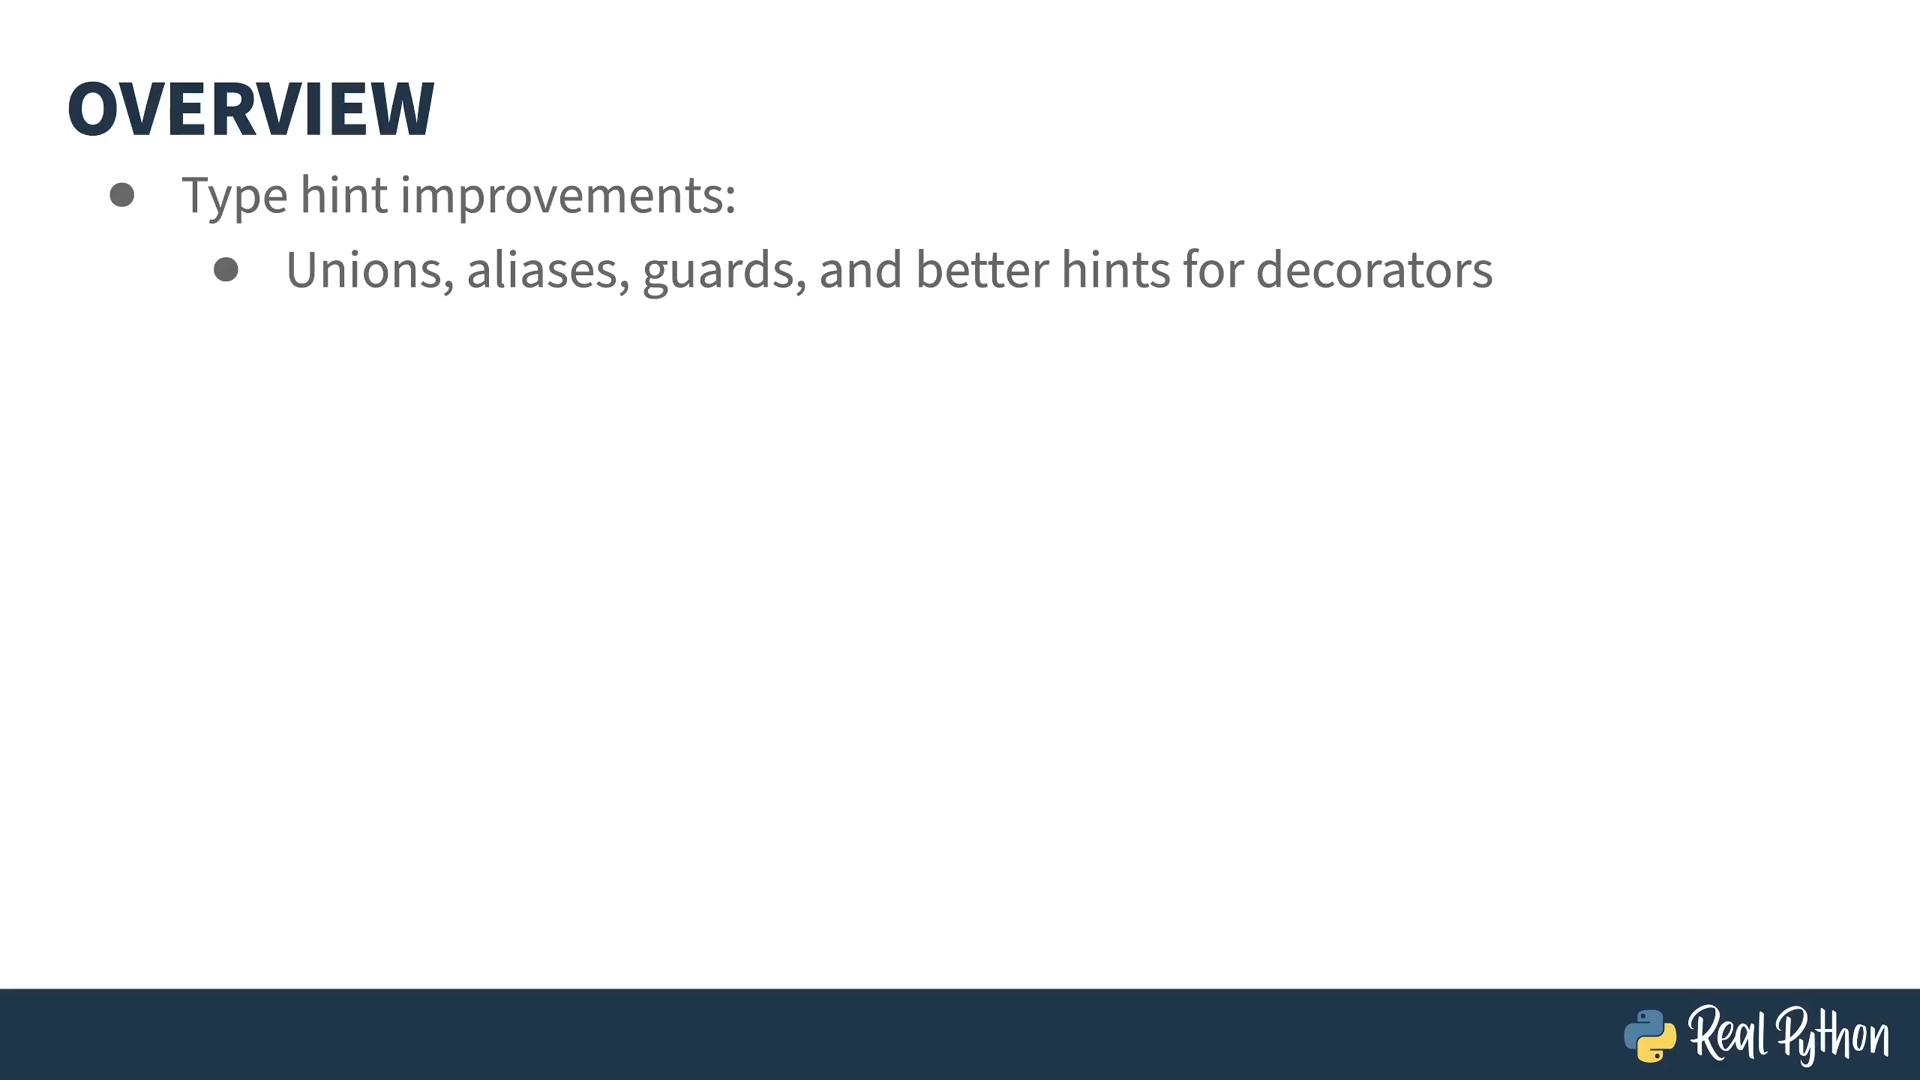 OVERVIEW
● Type hint improvements:
● Unions, aliases, guards, and better hints for decorators
Real Python